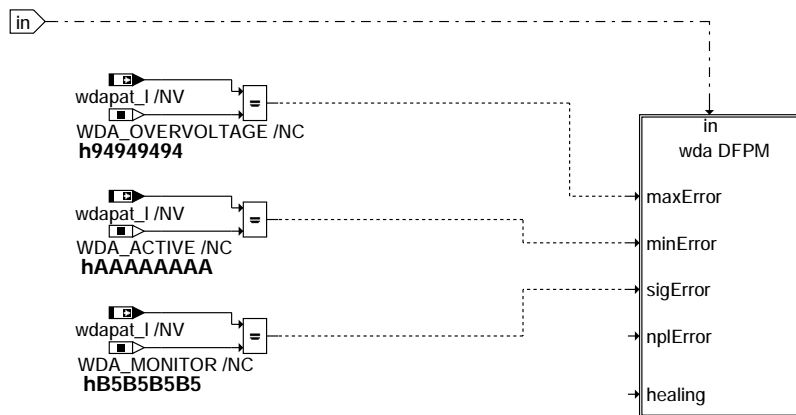 in
in
wda DFPM
wdapat_l /NV
WDA_OVERVOLTAGE /NC
h94949494
maxError
wdapat_l /NV
WDA_ACTIVE /NC
hAAAAAAAA
minError
sigError
wdapat_l /NV
WDA_MONITOR /NC
hB5B5B5B5
nplError
healing